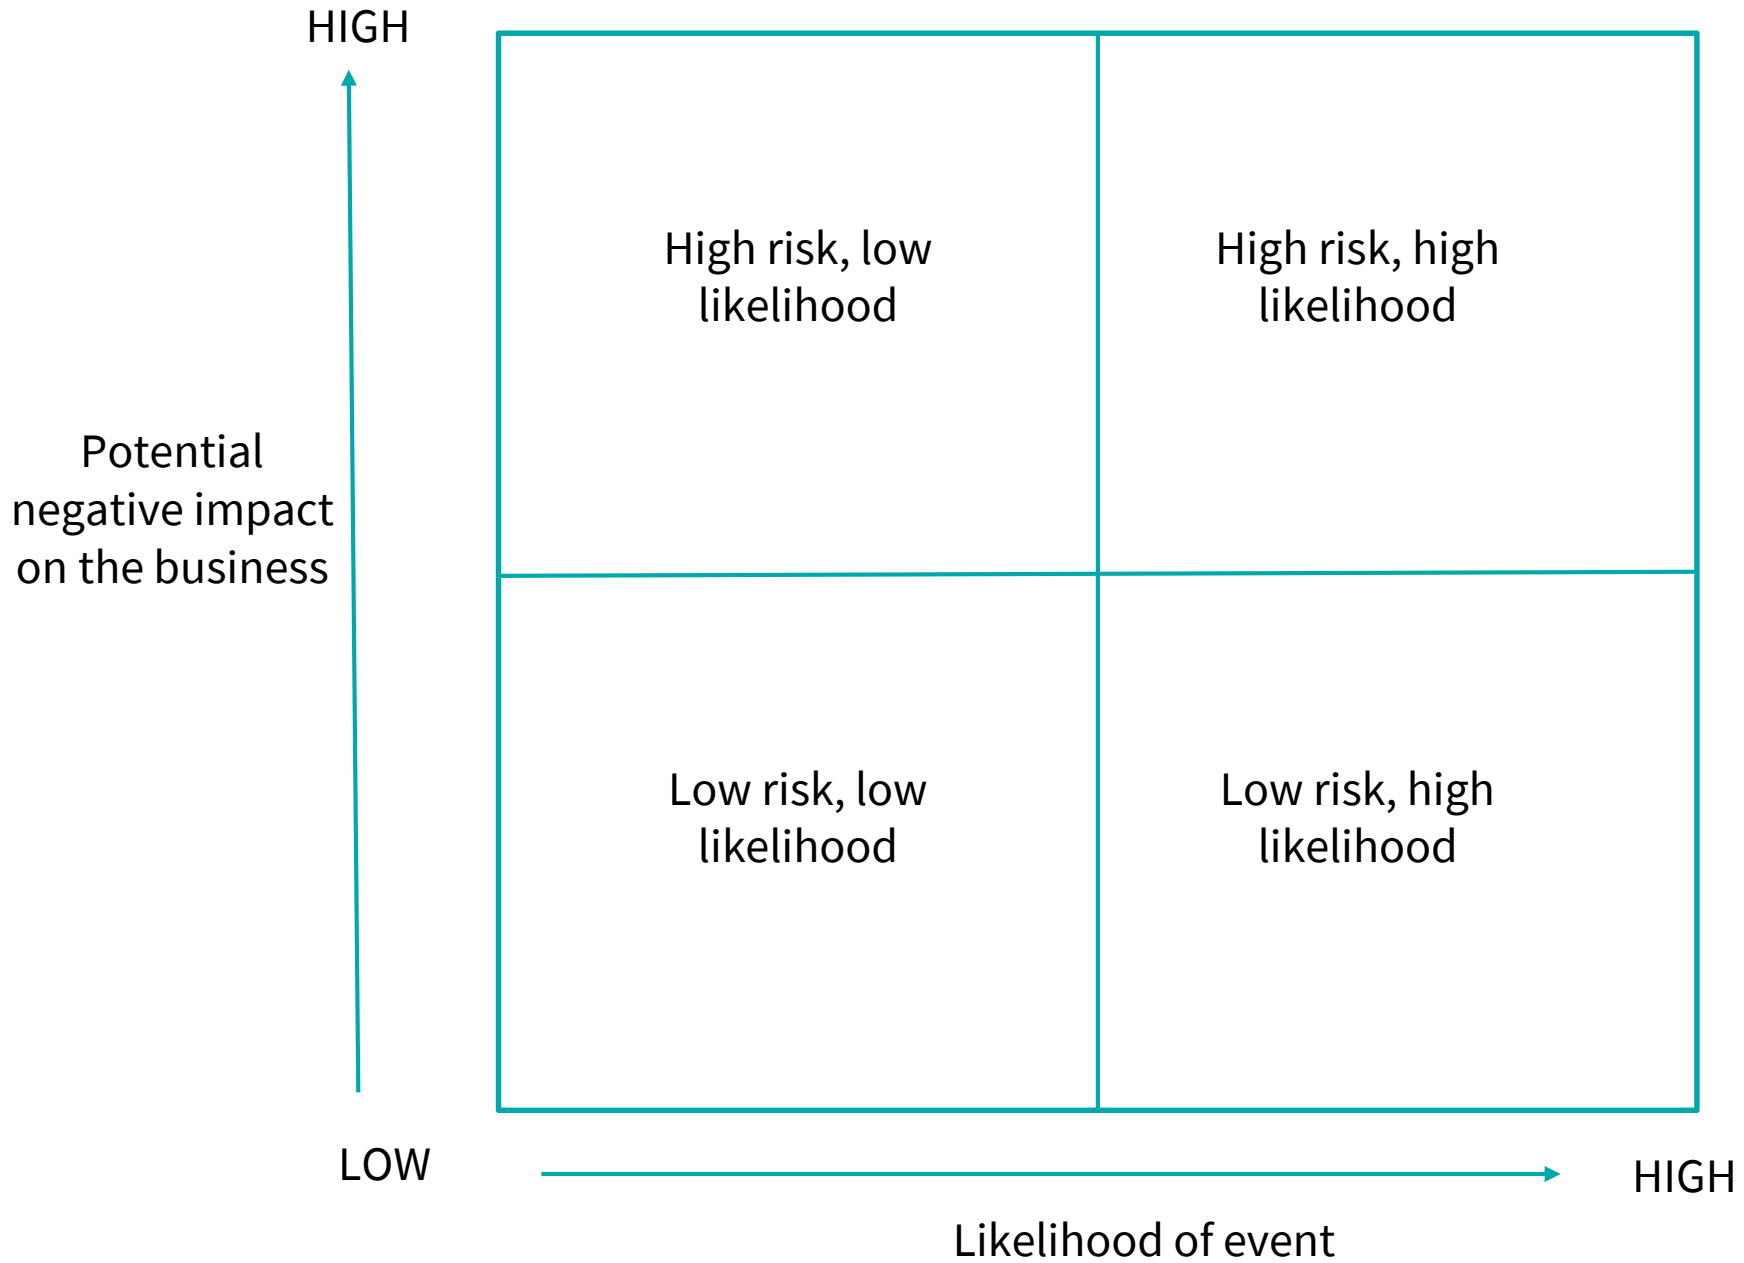 HIGH
High risk, low
likelihood
High risk, high
likelihood
Potential
negative impact
on the business
Low risk, low
likelihood
Low risk, high
likelihood
LOW
HIGH
Likelihood of event